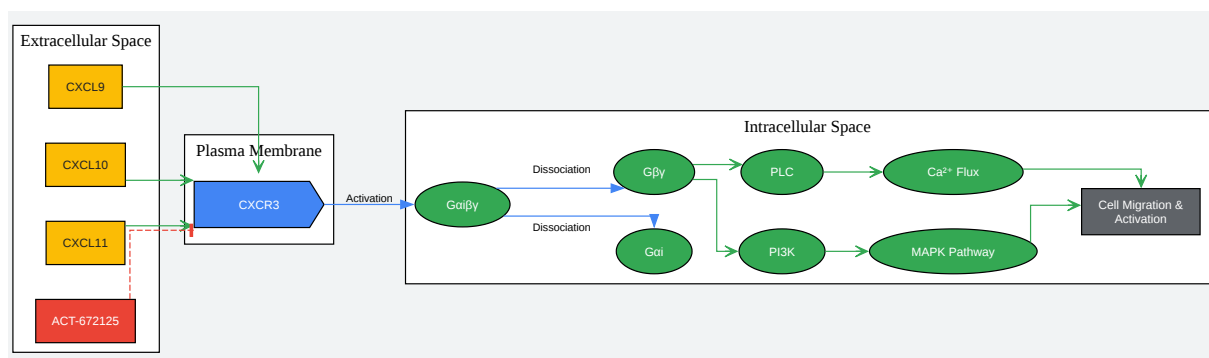 Extracellular Space
CXCL9
CXCL10
CXCL11
ACT-672125
Plasma Membrane
CXCR3
Activation
Intracellular Space
Gαiβγ
Dissociation
Dissociation
Gβγ
Gαi
PLC
PI3K
Ca²⁺ Flux
MAPK Pathway
Cell Migration &
Activation